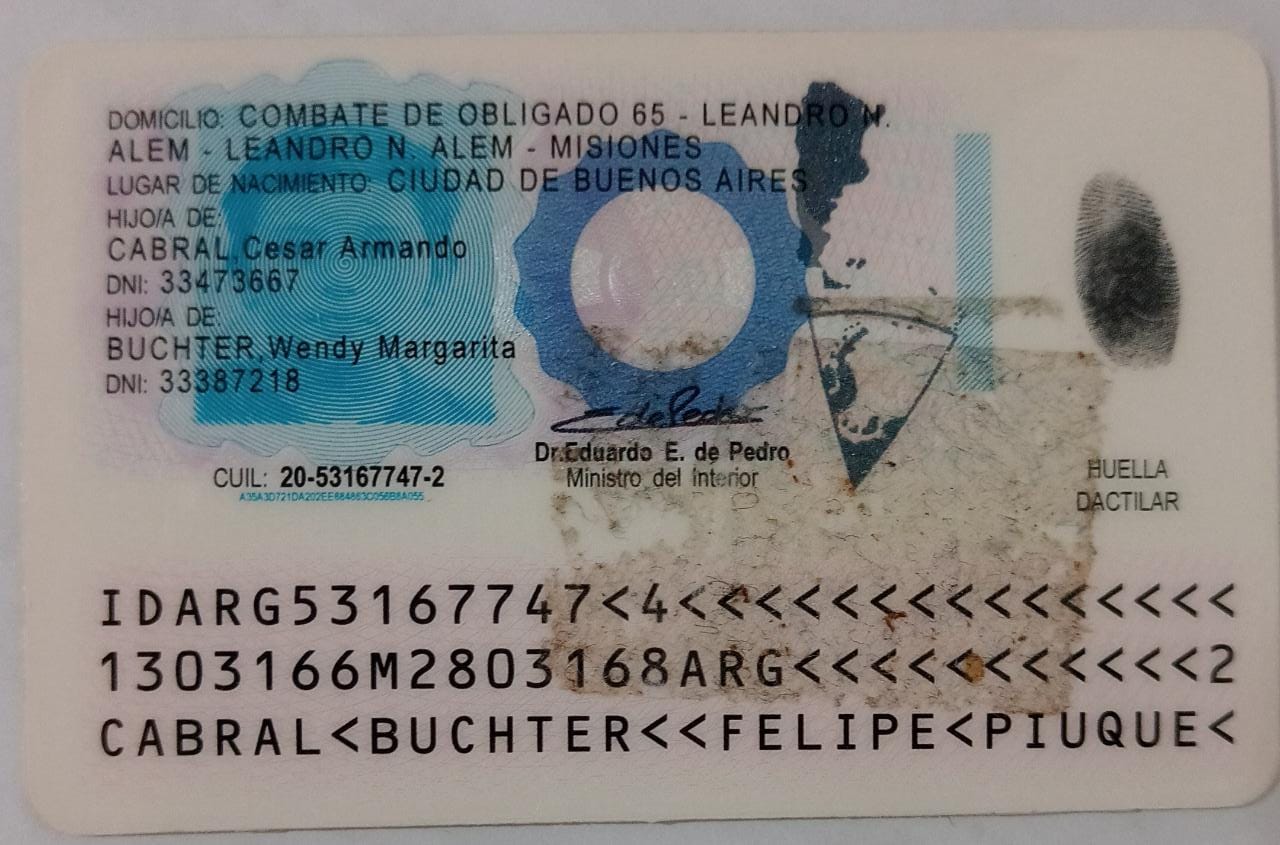 DOMICILIO: COMBATE DE OBLIGADO 65 - LEANDRO N.
ALEM - LEANDRO N. ALEM - MISIONES
LUGAR DE NACIMIENTO: CIUDAD DE BUENOS AIRES
HIJO/A DE:
CABRAL, Cesar Armando
DNI: 33473667
HIJO/A DE:
BUCHTER, Wendy Margarita
DNI: 33387218
CUIL: 20-53167747-2
Dr. Eduardo E. de Pedro
Ministro del Interior
HUELLA
DACTILAR
IDARG53167747<4<<<<<<<<<<<<<<<
1303166M2803168ARG<<<<<<<<<<<2
CABRAL<BUCHTER<<FELIPE<PIUQUE<